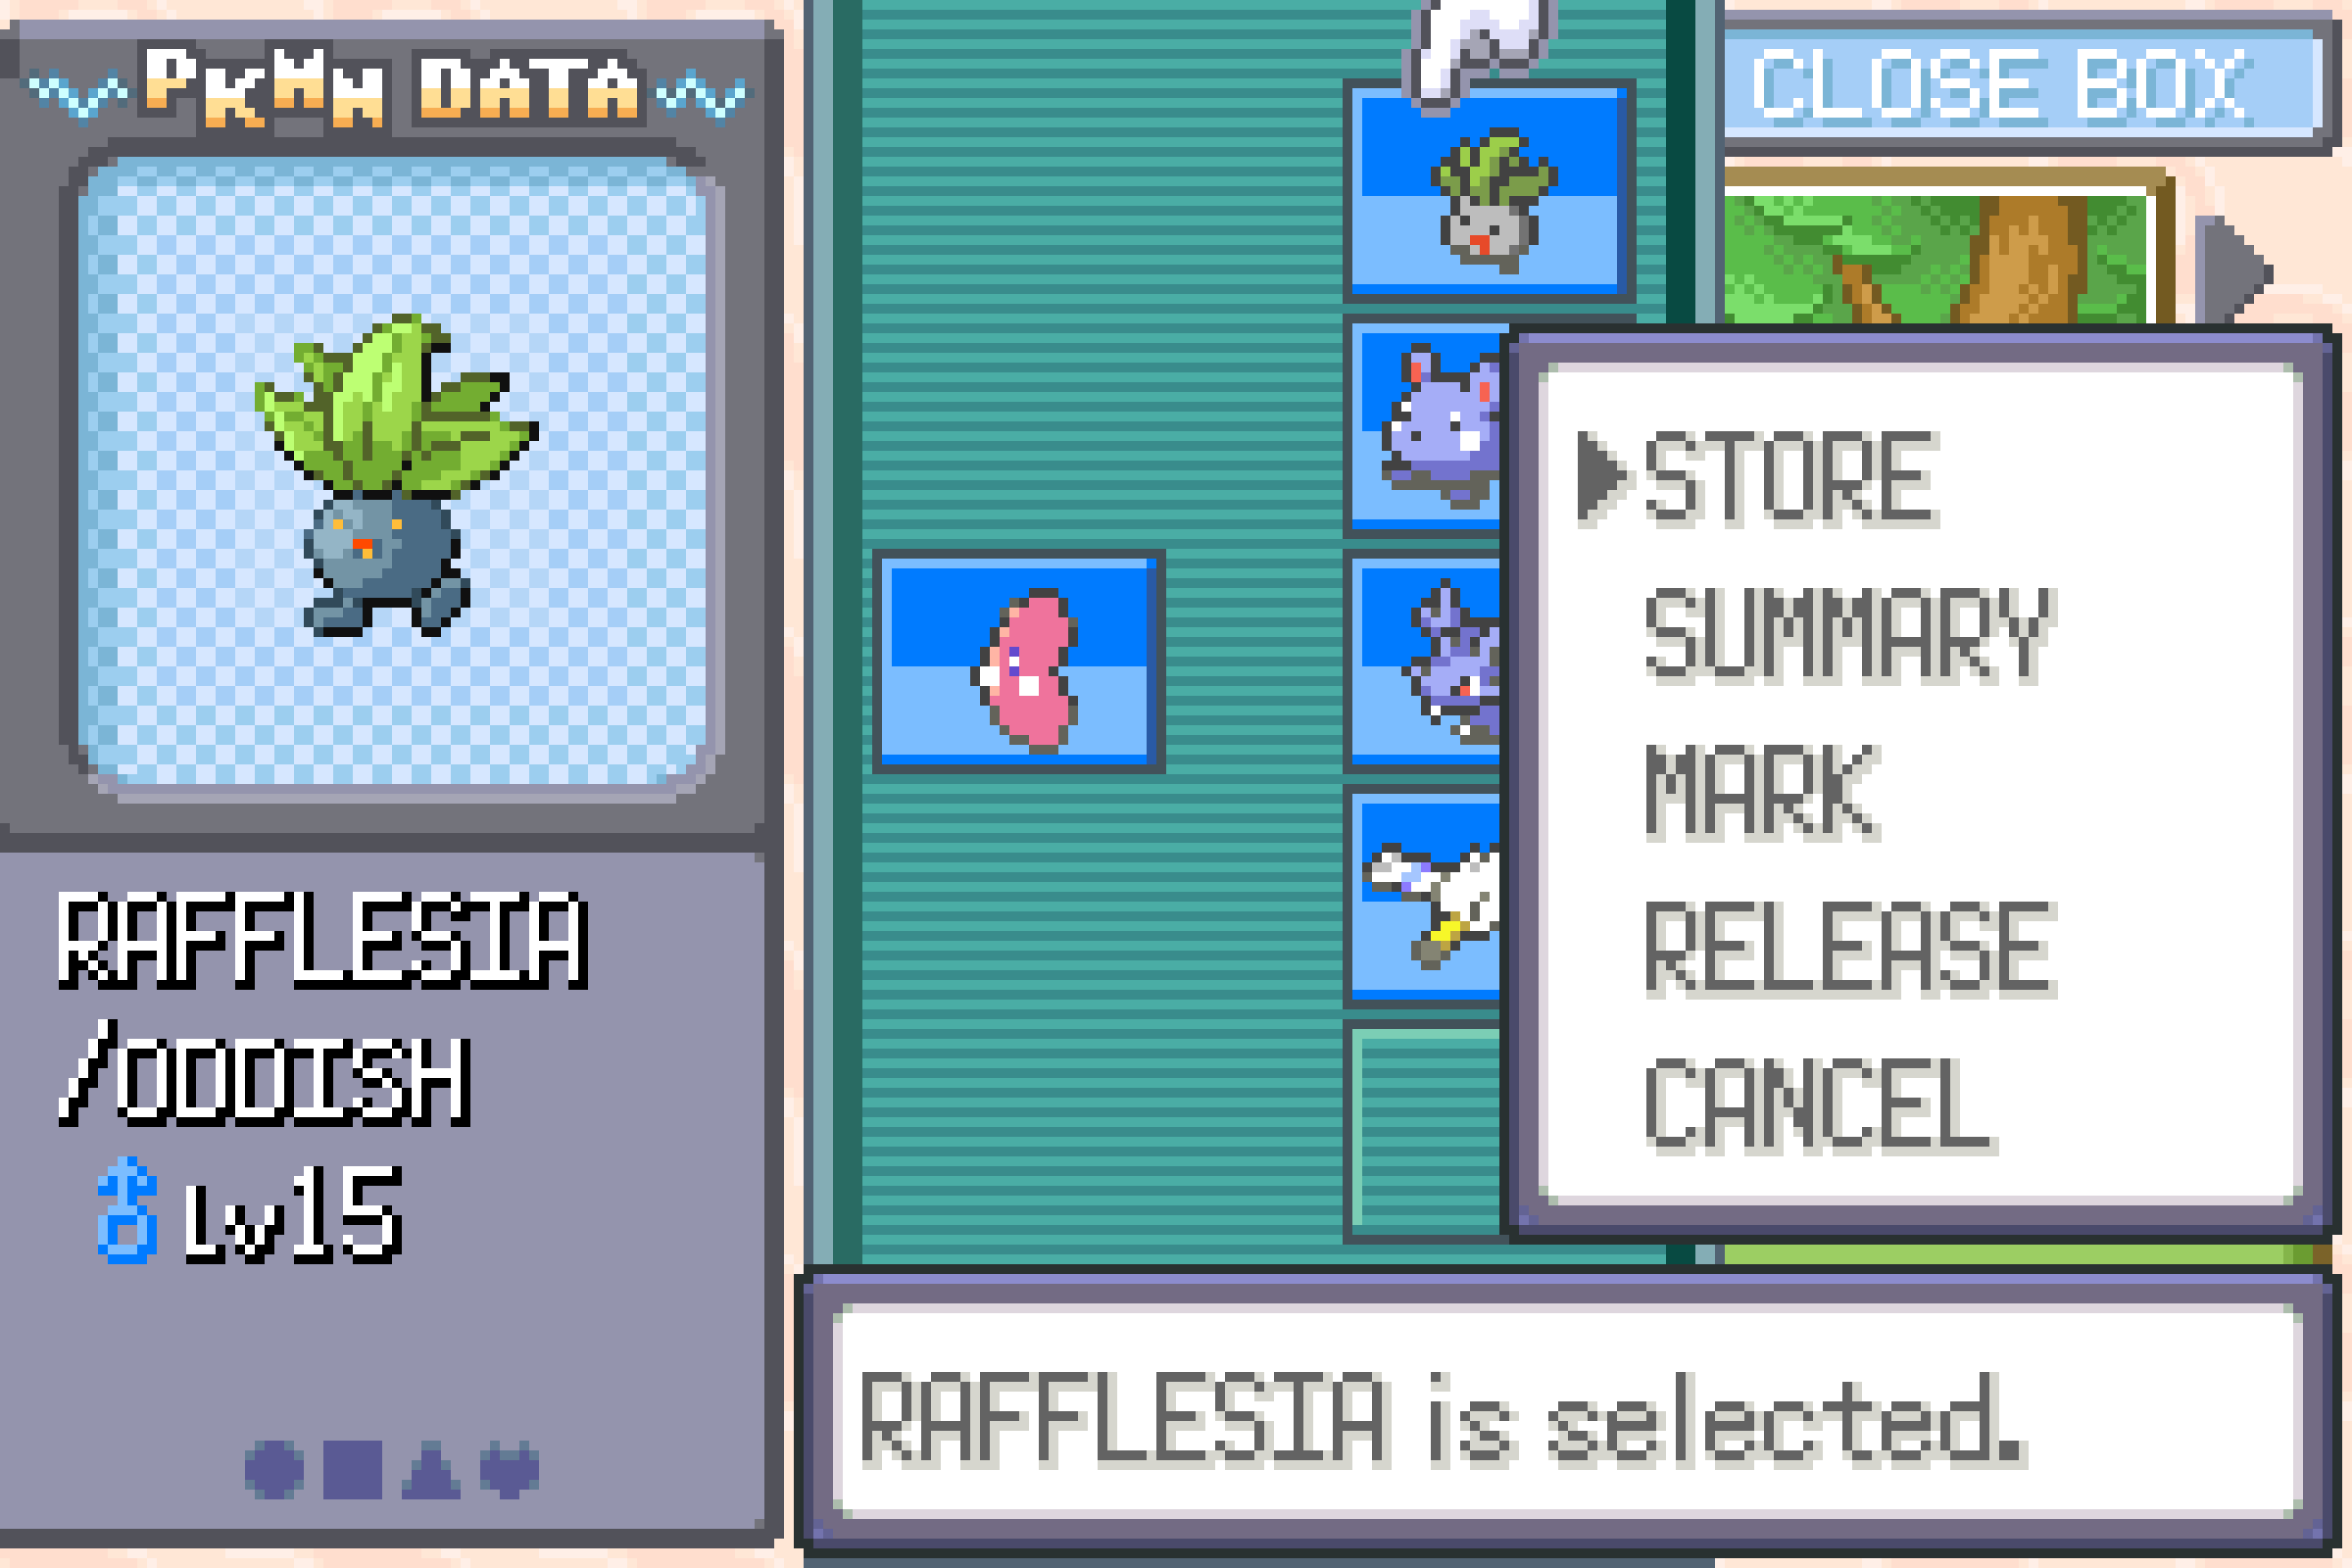 PKMN DATA
RAFFLESIA
/ODDISH
♂ Lv15
CLOSE BOX
STORE
SUMMARY
MARK
RELEASE
CANCEL
RAFFLESIA is selected.